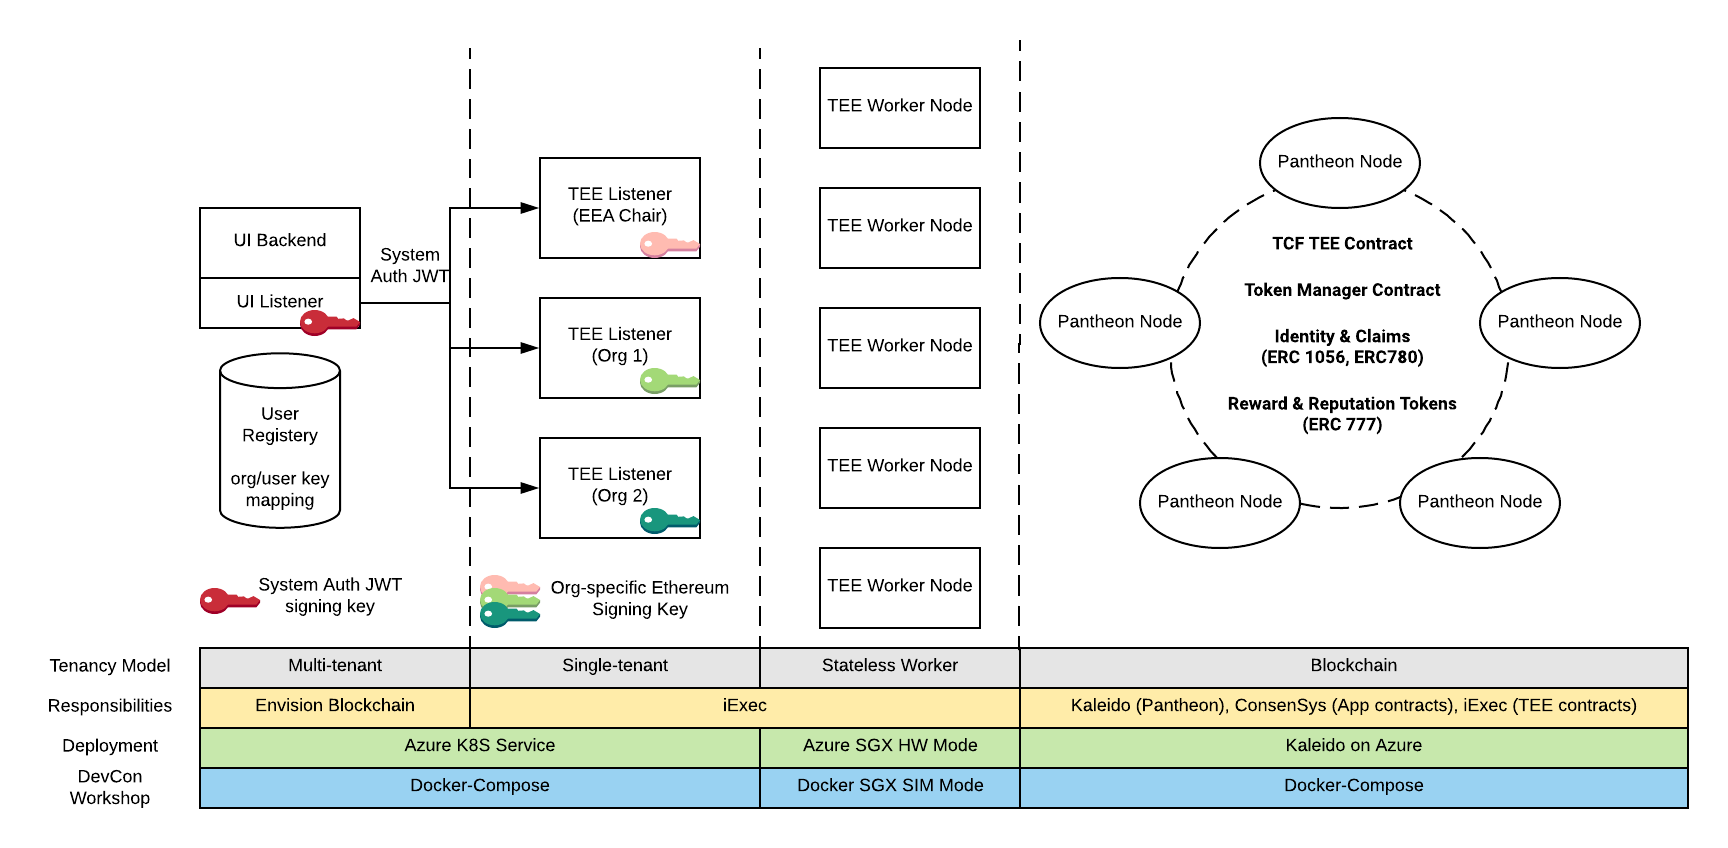 UI Backend
UI Listener
System
Auth JWT
User
Registery
org/user key
mapping
System Auth JWT
signing key
TEE Listener
(EEA Chair)
TEE Listener
(Org 1)
TEE Listener
(Org 2)
Org-specific Ethereum
Signing Key
TEE Worker Node
TEE Worker Node
TEE Worker Node
TEE Worker Node
TEE Worker Node
Pantheon Node
Pantheon Node
Pantheon Node
Pantheon Node
Pantheon Node
TCF TEE Contract
Token Manager Contract
Identity & Claims
(ERC 1056, ERC780)
Reward & Reputation Tokens
(ERC 777)
Tenancy Model
Multi-tenant
Single-tenant
Stateless Worker
Blockchain
Responsibilities
Envision Blockchain
iExec
Kaleido (Pantheon), ConsenSys (App contracts), iExec (TEE contracts)
Deployment
Azure K8S Service
Azure SGX HW Mode
Kaleido on Azure
DevCon
Workshop
Docker-Compose
Docker SGX SIM Mode
Docker-Compose